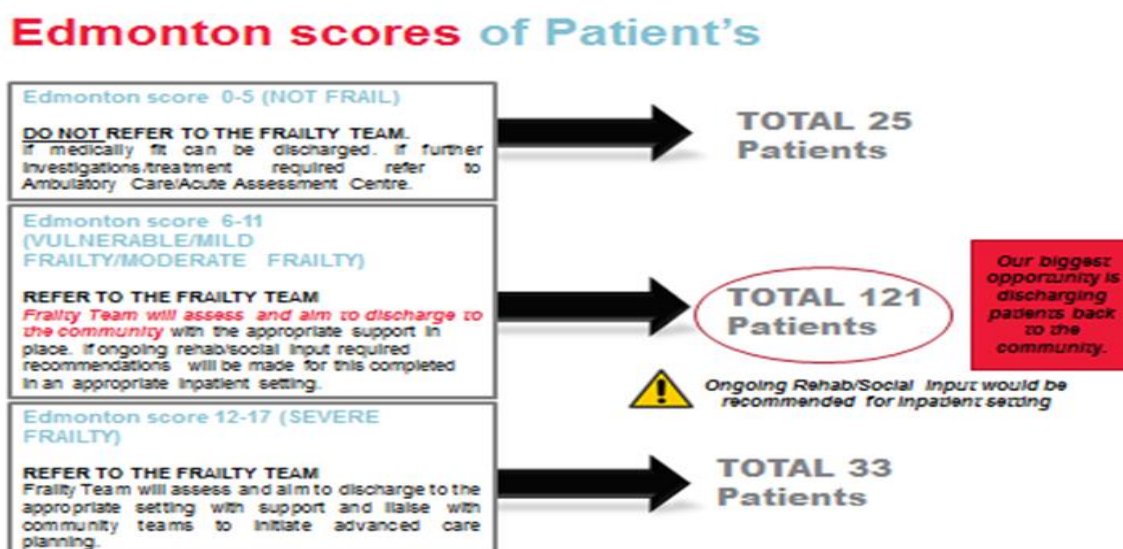 Edmonton scores of Patient's
Edmonton score 0-5 (NOT FRAIL)
DO NOT REFER TO THE FRAILTY TEAM.
If medically fit can be discharged. If further
investigations/treatment required refer to
Ambulatory Care/Acute Assessment Centre.
TOTAL 25
Patients
Edmonton score 6-11
(VULNERABLE/MILD
FRAILTY/MODERATE FRAILTY)
REFER TO THE FRAILTY TEAM
Frailty Team will assess and aim to discharge to
the community with the appropriate support in
place. If ongoing rehab/social input required
recommendations will be made for this completed
in an appropriate inpatient setting.
TOTAL 121
Patients
Our biggest
opportunity is
discharging
patients back
to the
community.
Ongoing Rehab/Social Input would be
recommended for inpatient setting
Edmonton score 12-17 (SEVERE
FRAILTY)
REFER TO THE FRAILTY TEAM
Frailty Team will assess and aim to discharge to the
appropriate setting with support and liaise with
community teams to initiate advanced care
planning.
TOTAL 33
Patients